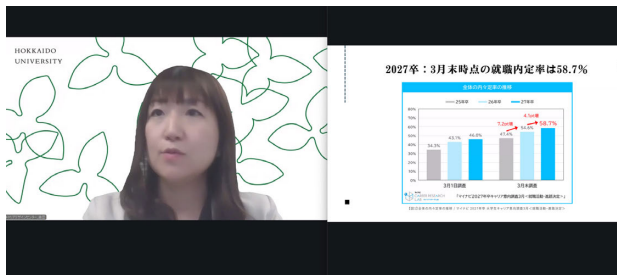 HOKKAIDO
UNIVERSITY
2027卒：3月末時点の就職内定率は58.7%
全体の内々定率の推移
25年卒
26年卒
27年卒
80%
70%
60%
50%
40%
30%
20%
10%
0%
34.3%
43.1%
46.0%
7.2pt増
47.4%
54.6%
4.1pt増
58.7%
3月1日調査
3月末調査